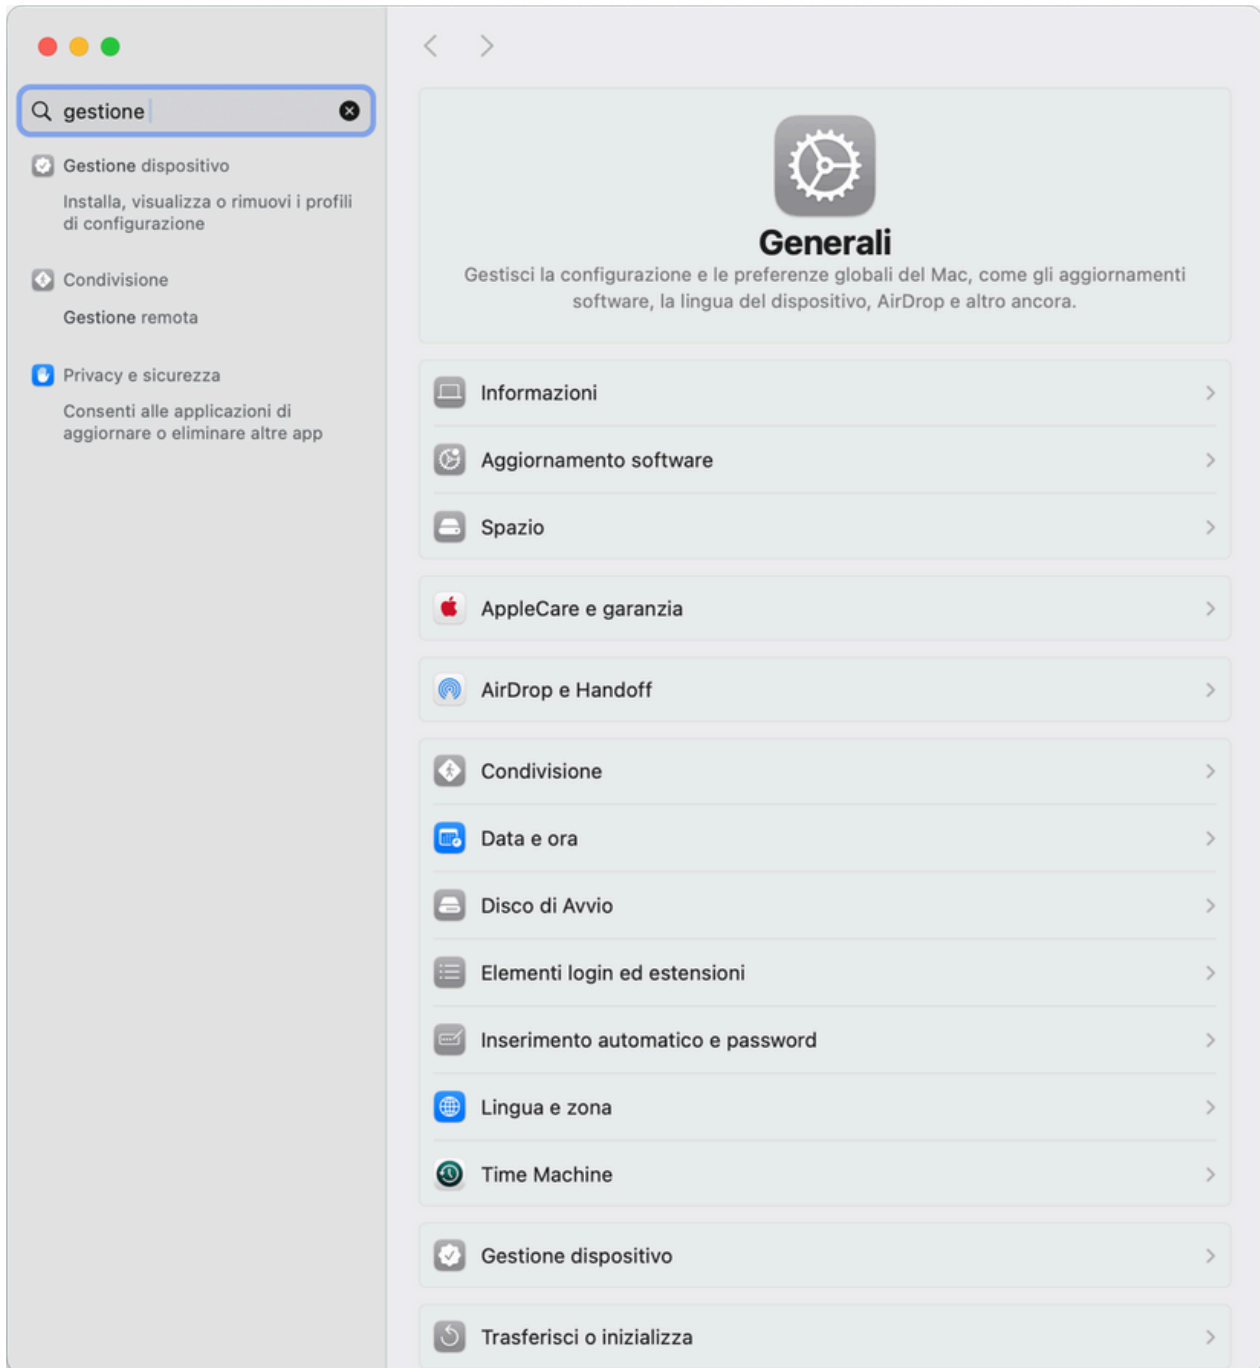 gestione
Gestione dispositivo
Installa, visualizza o rimuovi i profili
di configurazione
Condivisione
Gestione remota
Privacy e sicurezza
Consenti alle applicazioni di
aggiornare o eliminare altre app
Generali
Gestisci la configurazione e le preferenze globali del Mac, come gli aggiornamenti
software, la lingua del dispositivo, AirDrop e altro ancora.
Informazioni
Aggiornamento software
Spazio
AppleCare e garanzia
AirDrop e Handoff
Condivisione
Data e ora
Disco di Avvio
Elementi login ed estensioni
Inserimento automatico e password
Lingua e zona
Time Machine
Gestione dispositivo
Trasferisci o inizializza